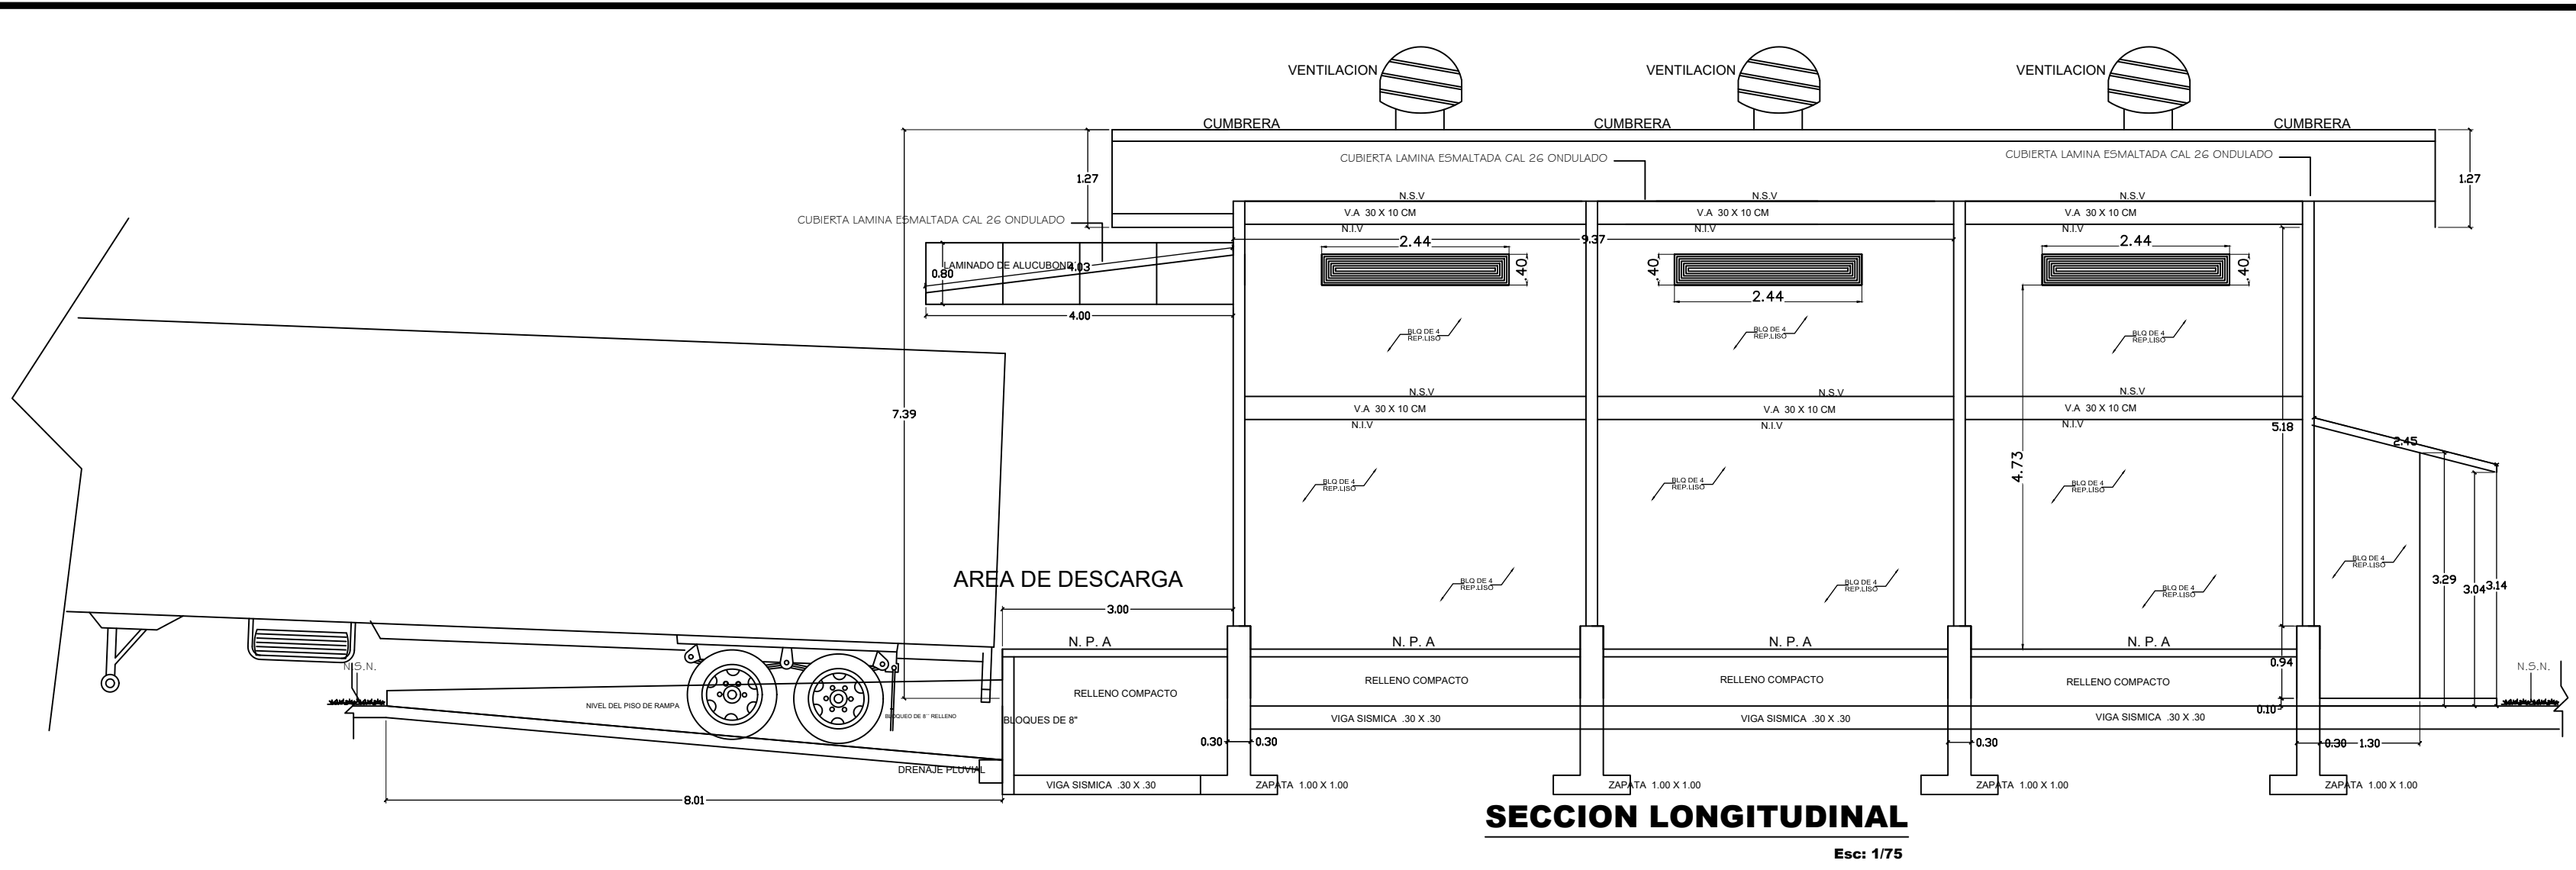 VENTILACION VENTILACION VENTILACION
CUMBRERA CUMBRERA CUMBRERA
CUBIERTA LAMINA ESMALTADA CAL 26 ONDULADO CUBIERTA LAMINA ESMALTADA CAL 26 ONDULADO
1.27 1.27
N.S.V N.S.V N.S.V
V.A 30 X 10 CM V.A 30 X 10 CM V.A 30 X 10 CM
CUBIERTA LAMINA ESMALTADA CAL 26 ONDULADO
N.I.V N.I.V N.I.V
2.44 9.37 2.44
LAMINADO DE ALUCUBOND 4.03
0.80 .40 .40 .40
2.44
4.00
BLQ DE 4 BLQ DE 4 BLQ DE 4
REP.LISO REP.LISO REP.LISO
N.S.V N.S.V N.S.V
7.39 V.A 30 X 10 CM V.A 30 X 10 CM V.A 30 X 10 CM
N.I.V N.I.V N.I.V 5.18
2.45
4.73
BLQ DE 4 BLQ DE 4 BLQ DE 4
REP.LISO REP.LISO REP.LISO
BLQ DE 4
REP.LISO
AREA DE DESCARGA
BLQ DE 4 BLQ DE 4 BLQ DE 4
REP.LISO REP.LISO REP.LISO
3.29 3.04 3.14
3.00
N. P. A N. P. A N. P. A N. P. A
N.S.N. 0.94 N.S.N.
RELLENO COMPACTO RELLENO COMPACTO RELLENO COMPACTO RELLENO COMPACTO
NIVEL DEL PISO DE RAMPA
0.10
BLOQUEO DE 8´´ RELLENO
BLOQUES DE 8"
VIGA SISMICA .30 X .30 VIGA SISMICA .30 X .30 VIGA SISMICA .30 X .30
0.30 0.30 0.30 0.30 1.30
DRENAJE PLUVIAL
VIGA SISMICA .30 X .30
ZAPATA 1.00 X 1.00 ZAPATA 1.00 X 1.00 ZAPATA 1.00 X 1.00 ZAPATA 1.00 X 1.00
8.01
SECCION LONGITUDINAL
Esc: 1/75